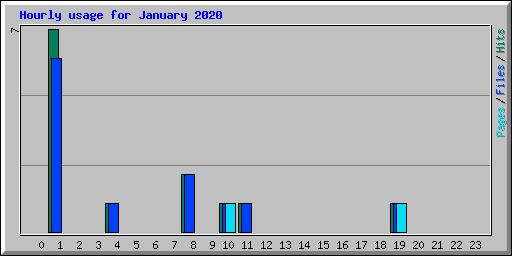 Hourly usage for January 2020
7
Pages/Files/Hits
0 1 2 3 4 5 6 7 8 9 10 11 12 13 14 15 16 17 18 19 20 21 22 23